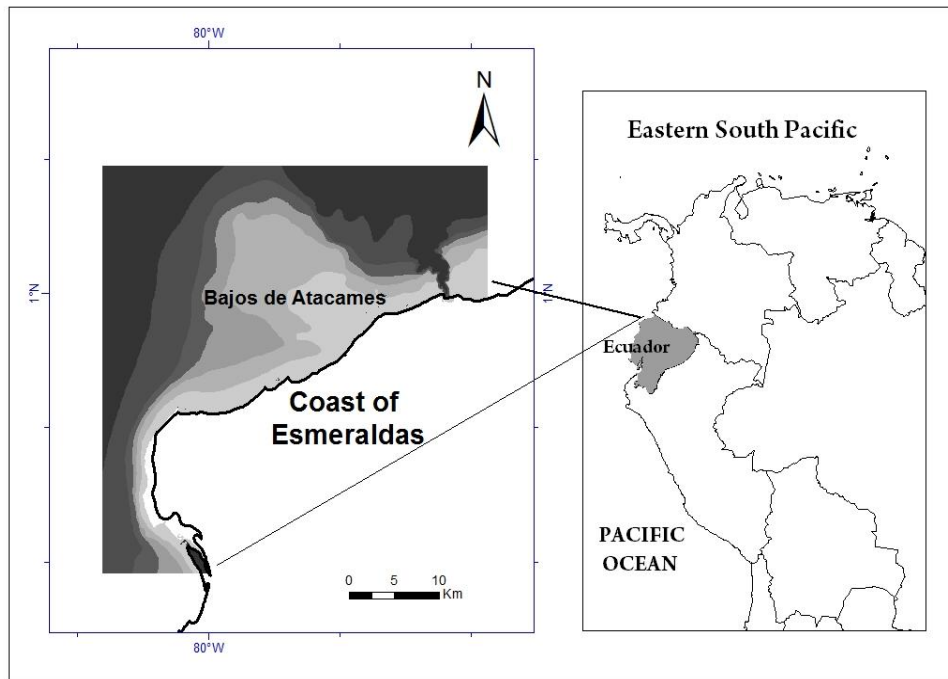 80°W
N
1°N
Bajos de Atacames
1°N
Coast of
Esmeraldas
0 5 10
Km
80°W
Eastern South Pacific
Ecuador
PACIFIC
OCEAN